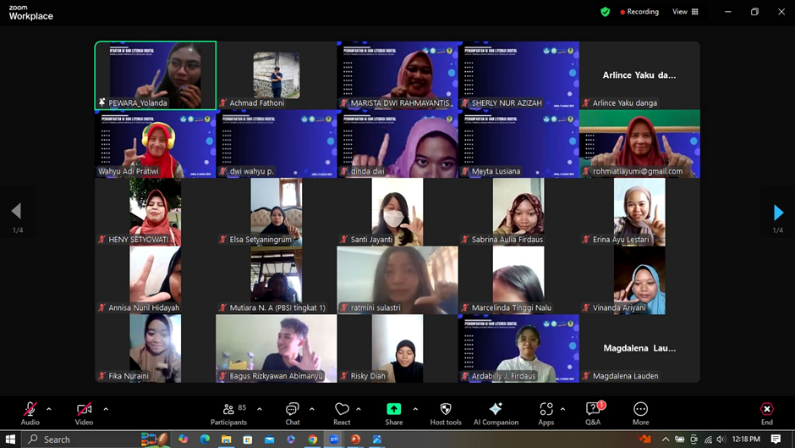 zoom
Workplace
Recording
View
PEWARA_Yolanda
Achmad Fathoni
MARISTA DWI RAHMAYANTIS
SHERLY NUR AZIZAH
Arlince Yaku da...
Arlince Yaku danga
Wahyu Adi Pratiwi
dwi wahyu p.
dinda dwi
Meyta Lusiana
rohmiatiayumi@gmail.com
HENY SETYOWATI
Elsa Setyaningrum
Santi Jayanti
Sabrina Aulia Firdaus
Erina Ayu Lestari
1/4
1/4
Annisa Nuril Hidayah
Mutiara N. A (PBSI tingkat 1)
ratmini sulastri
Marcelinda Tinggi Nalu
Vinanda Ariyani
Fika Nuraini
Bagus Rizkyawan Abimanyu
Risky Diah
Ardabily J. Firdaus
Magdalena Lau...
Magdalena Lauden
Audio
Video
Participants
85
Chat
React
Share
Host tools
AI Companion
Apps
Q&A
1
More
End
Search
12:18 PM